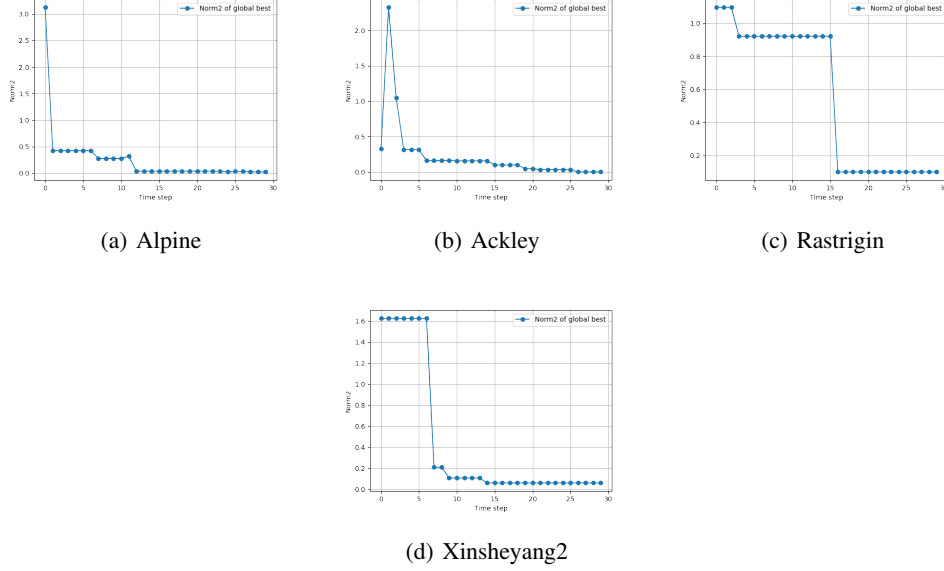 Norm2 of global best
Norm2 of global best
Norm2 of global best
3.0
2.5
2.0
1.5
1.0
0.5
0.0
Norm2
0 5 10 15 20 25 30
Time step
2.0
1.5
1.0
0.5
0.0
Norm2
0 5 10 15 20 25 30
Time step
1.0
0.8
0.6
0.4
0.2
Norm2
0 5 10 15 20 25 30
Time step
(a) Alpine
(b) Ackley
(c) Rastrigin
Norm2 of global best
1.6
1.4
1.2
1.0
0.8
0.6
0.4
0.2
0.0
Norm2
0 5 10 15 20 25 30
Time step
(d) Xinsheyang2